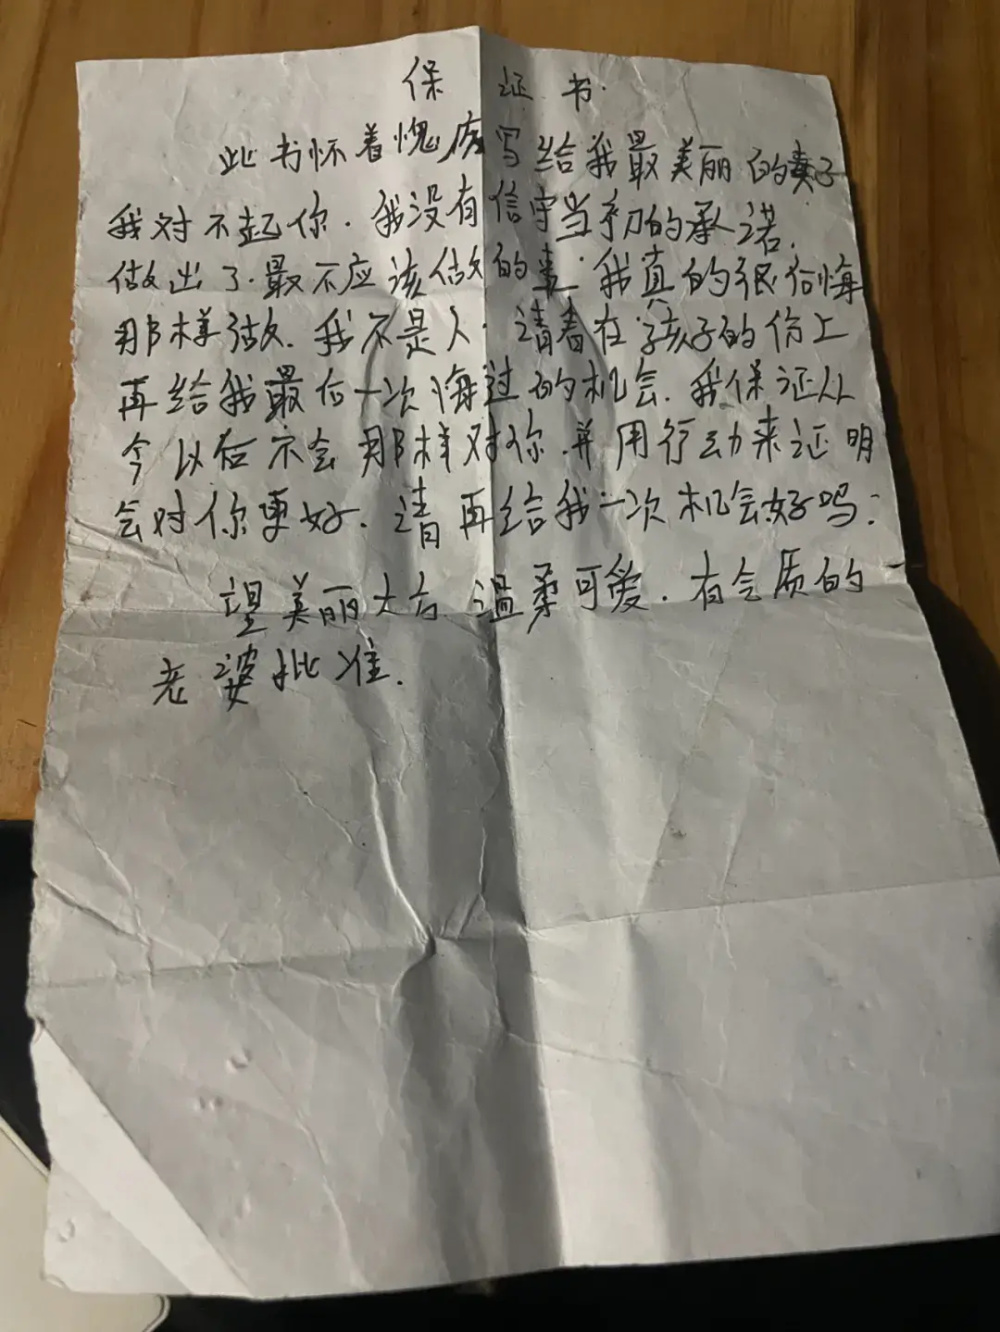 保 证 书.
此书怀着愧疚写给我最美丽的妻子
我对不起你.我没有信守当初的承诺.
做出了.最不应该做的事.我真的很后悔
那样做.我不是人.请看在孩子的份上
再给我最后一次悔过的机会.我保证从
今以后不会那样对你.并用行动来证明
会对你更好.请再给我一次机会好吗:
望美丽大方 温柔可爱.有气质的
老婆批准.